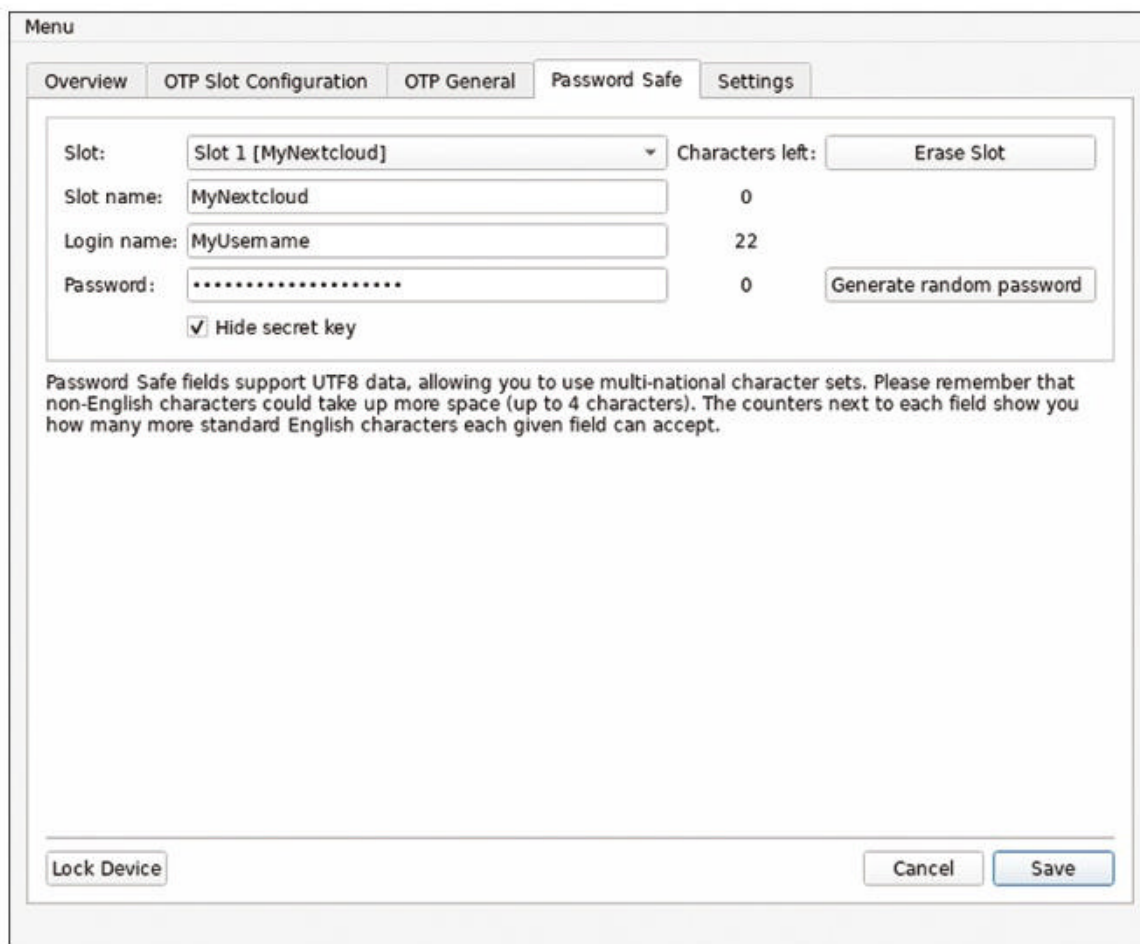 Menu
Overview OTP Slot Configuration OTP General Password Safe Settings
Slot: Slot 1 [MyNextcloud] Characters left: Erase Slot
Slot name: MyNextcloud 0
Login name: MyUsername 22
Password: •••••••••••••••••••• 0 Generate random password
✓ Hide secret key
Password Safe fields support UTF8 data, allowing you to use multi-national character sets. Please remember that
non-English characters could take up more space (up to 4 characters). The counters next to each field show you
how many more standard English characters each given field can accept.
Lock Device Cancel Save